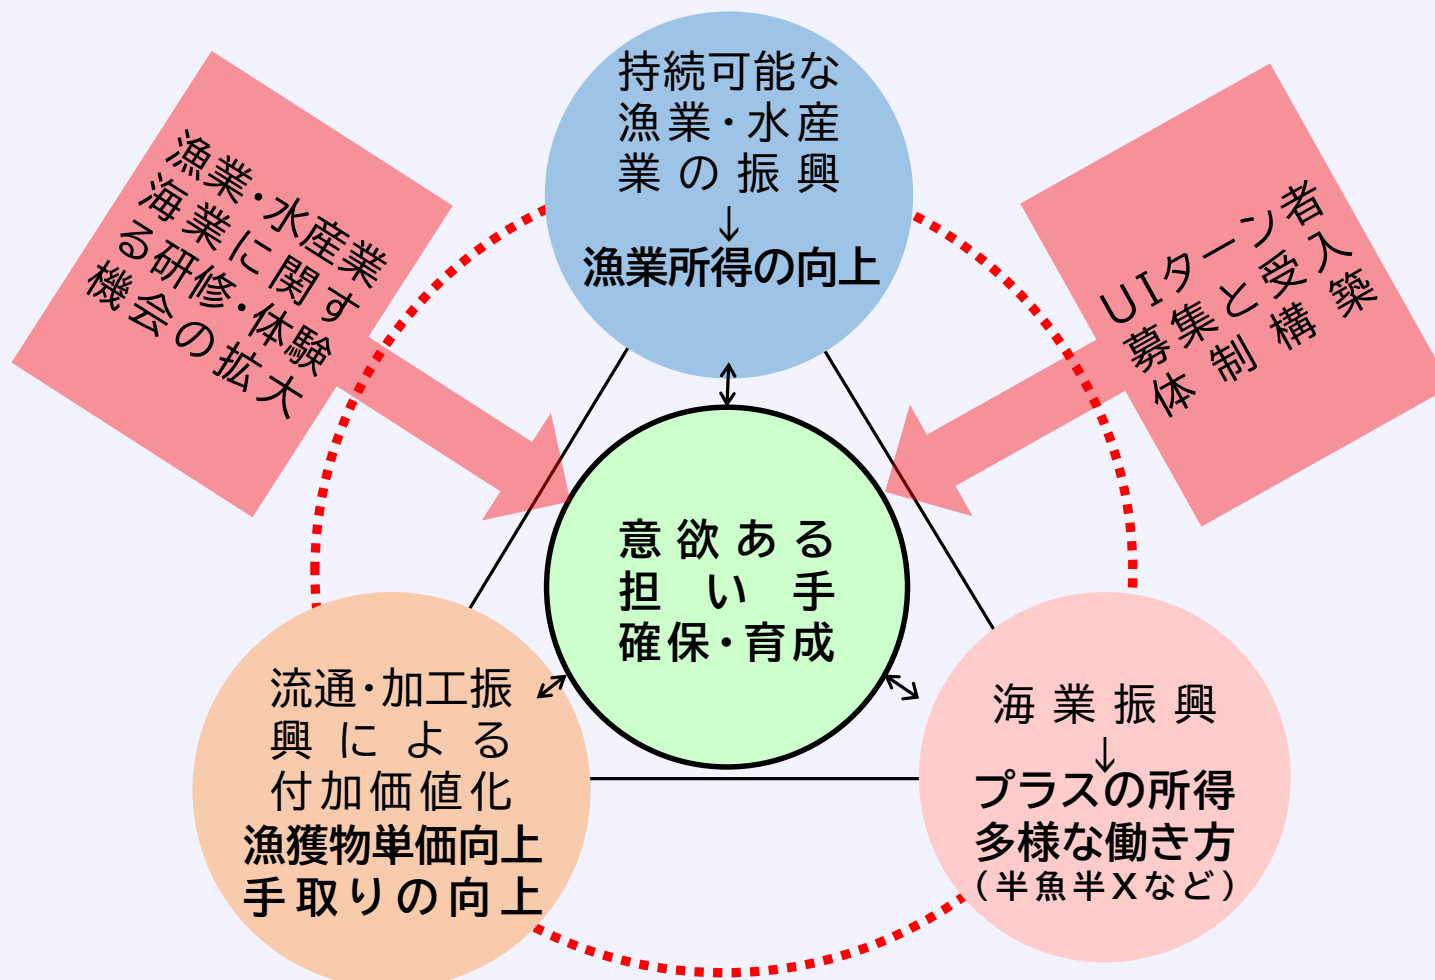 持続可能な
漁業・水産
業の振興
↓
漁業所得の向上
漁業・水産業
海業に関す
る研修・体験
機会の拡大
UIターン者
募集と受入
体制構築
意欲ある
担い手
確保・育成
流通・加工振
興による
付加価値化
漁獲物単価向上
手取りの向上
海業振興
↓
プラスの所得
多様な働き方
（半魚半Xなど）